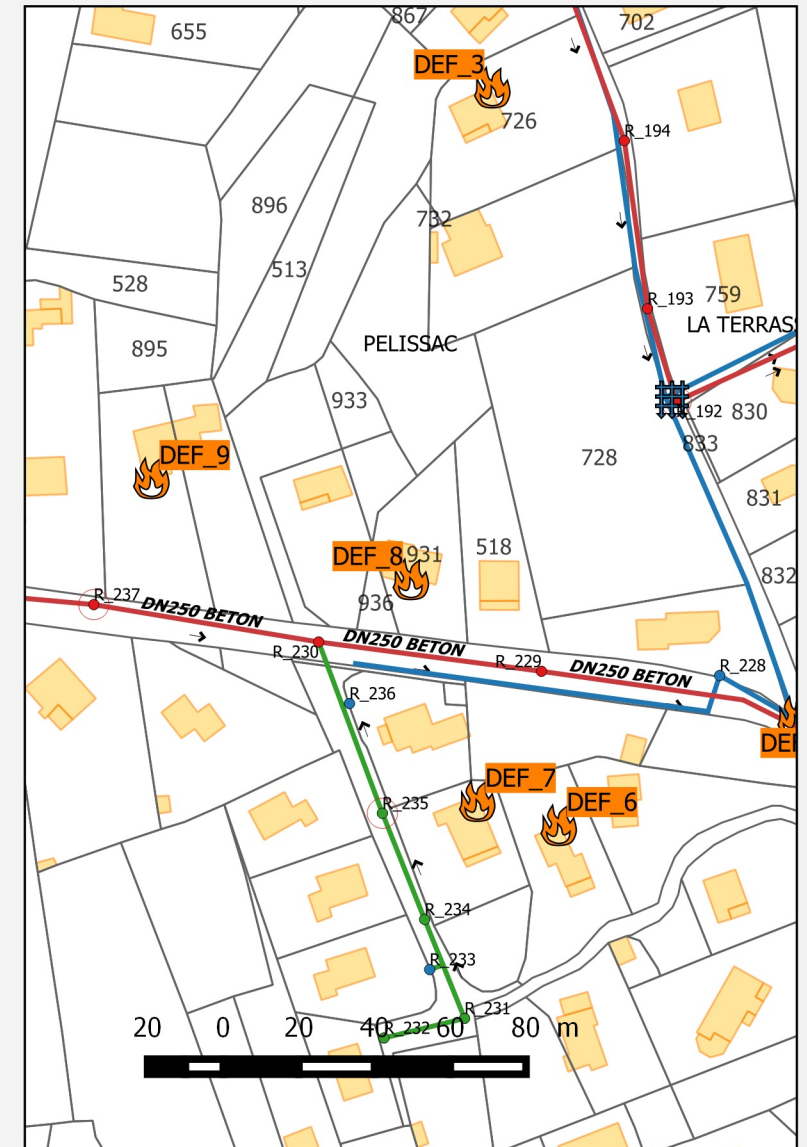 867
702
655
DEF_3
726
R_194
896
732
513
528
R_193
759
LA TERRAS
895
PELISSAC
933
R_192
830
833
728
DEF_9
831
518
DEF_8
931
832
R_237
936
DN250 BETON
DN250 BETON
R_230
R_229
DN250 BETON
R_228
R_236
DEF
DEF_7
R_235
DEF_6
R_234
R_233
R_231
R_232
20 0 20 40 60 80 m